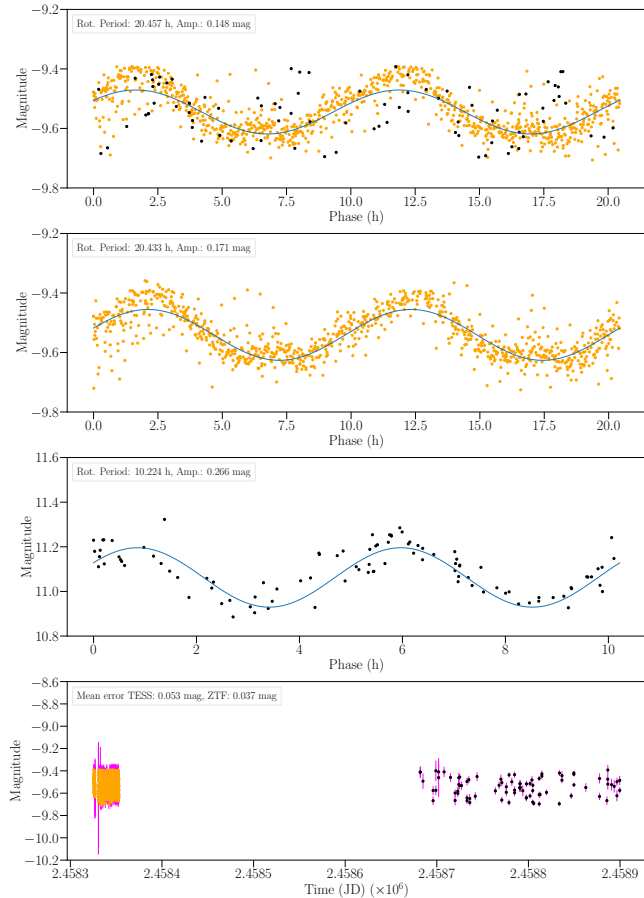 Rot. Period: 20.457 h, Amp.: 0.148 mag
−9.2
−9.4
−9.6
−9.8
Magnitude
0.0 2.5 5.0 7.5 10.0 12.5 15.0 17.5 20.0
Phase (h)
Rot. Period: 20.433 h, Amp.: 0.171 mag
−9.2
−9.4
−9.6
−9.8
Magnitude
0.0 2.5 5.0 7.5 10.0 12.5 15.0 17.5 20.0
Phase (h)
Rot. Period: 10.224 h, Amp.: 0.266 mag
11.6
11.4
11.2
11.0
10.8
Magnitude
0 2 4 6 8 10
Phase (h)
Mean error TESS: 0.053 mag, ZTF: 0.037 mag
−8.6
−8.8
−9.0
−9.2
−9.4
−9.6
−9.8
−10.0
−10.2
Magnitude
2.4583 2.4584 2.4585 2.4586 2.4587 2.4588 2.4589
Time (JD) (×10⁶)